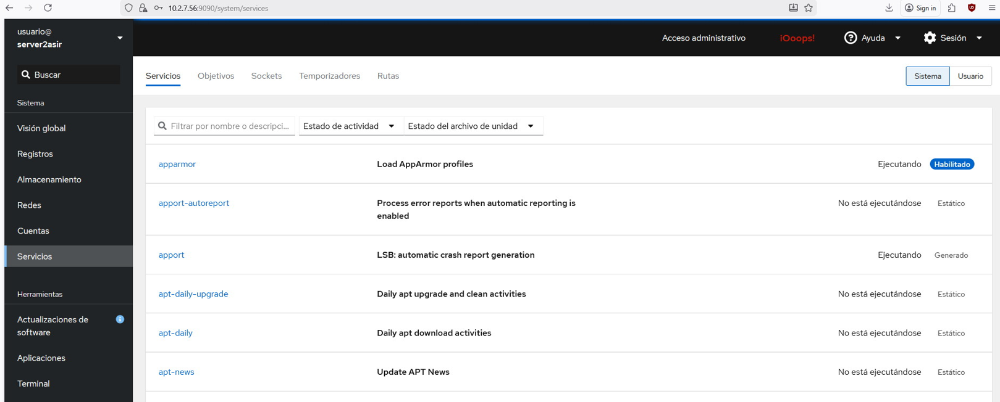 10.2.7.56:9090/system/services
Sign in
usuario@
server2asir
Acceso administrativo
¡Ooops!
Ayuda
Sesión
Buscar
Servicios
Objetivos
Sockets
Temporizadores
Rutas
Sistema
Usuario
Sistema
Visión global
Registros
Almacenamiento
Redes
Cuentas
Servicios
Herramientas
Actualizaciones de
software
Aplicaciones
Terminal
Filtrar por nombre o descripci...
Estado de actividad
Estado del archivo de unidad
apparmor
Load AppArmor profiles
Ejecutando
Habilitado
apport-autoreport
Process error reports when automatic reporting is
enabled
No está ejecutándose
Estático
apport
LSB: automatic crash report generation
Ejecutando
Generado
apt-daily-upgrade
Daily apt upgrade and clean activities
No está ejecutándose
Estático
apt-daily
Daily apt download activities
No está ejecutándose
Estático
apt-news
Update APT News
No está ejecutándose
Estático